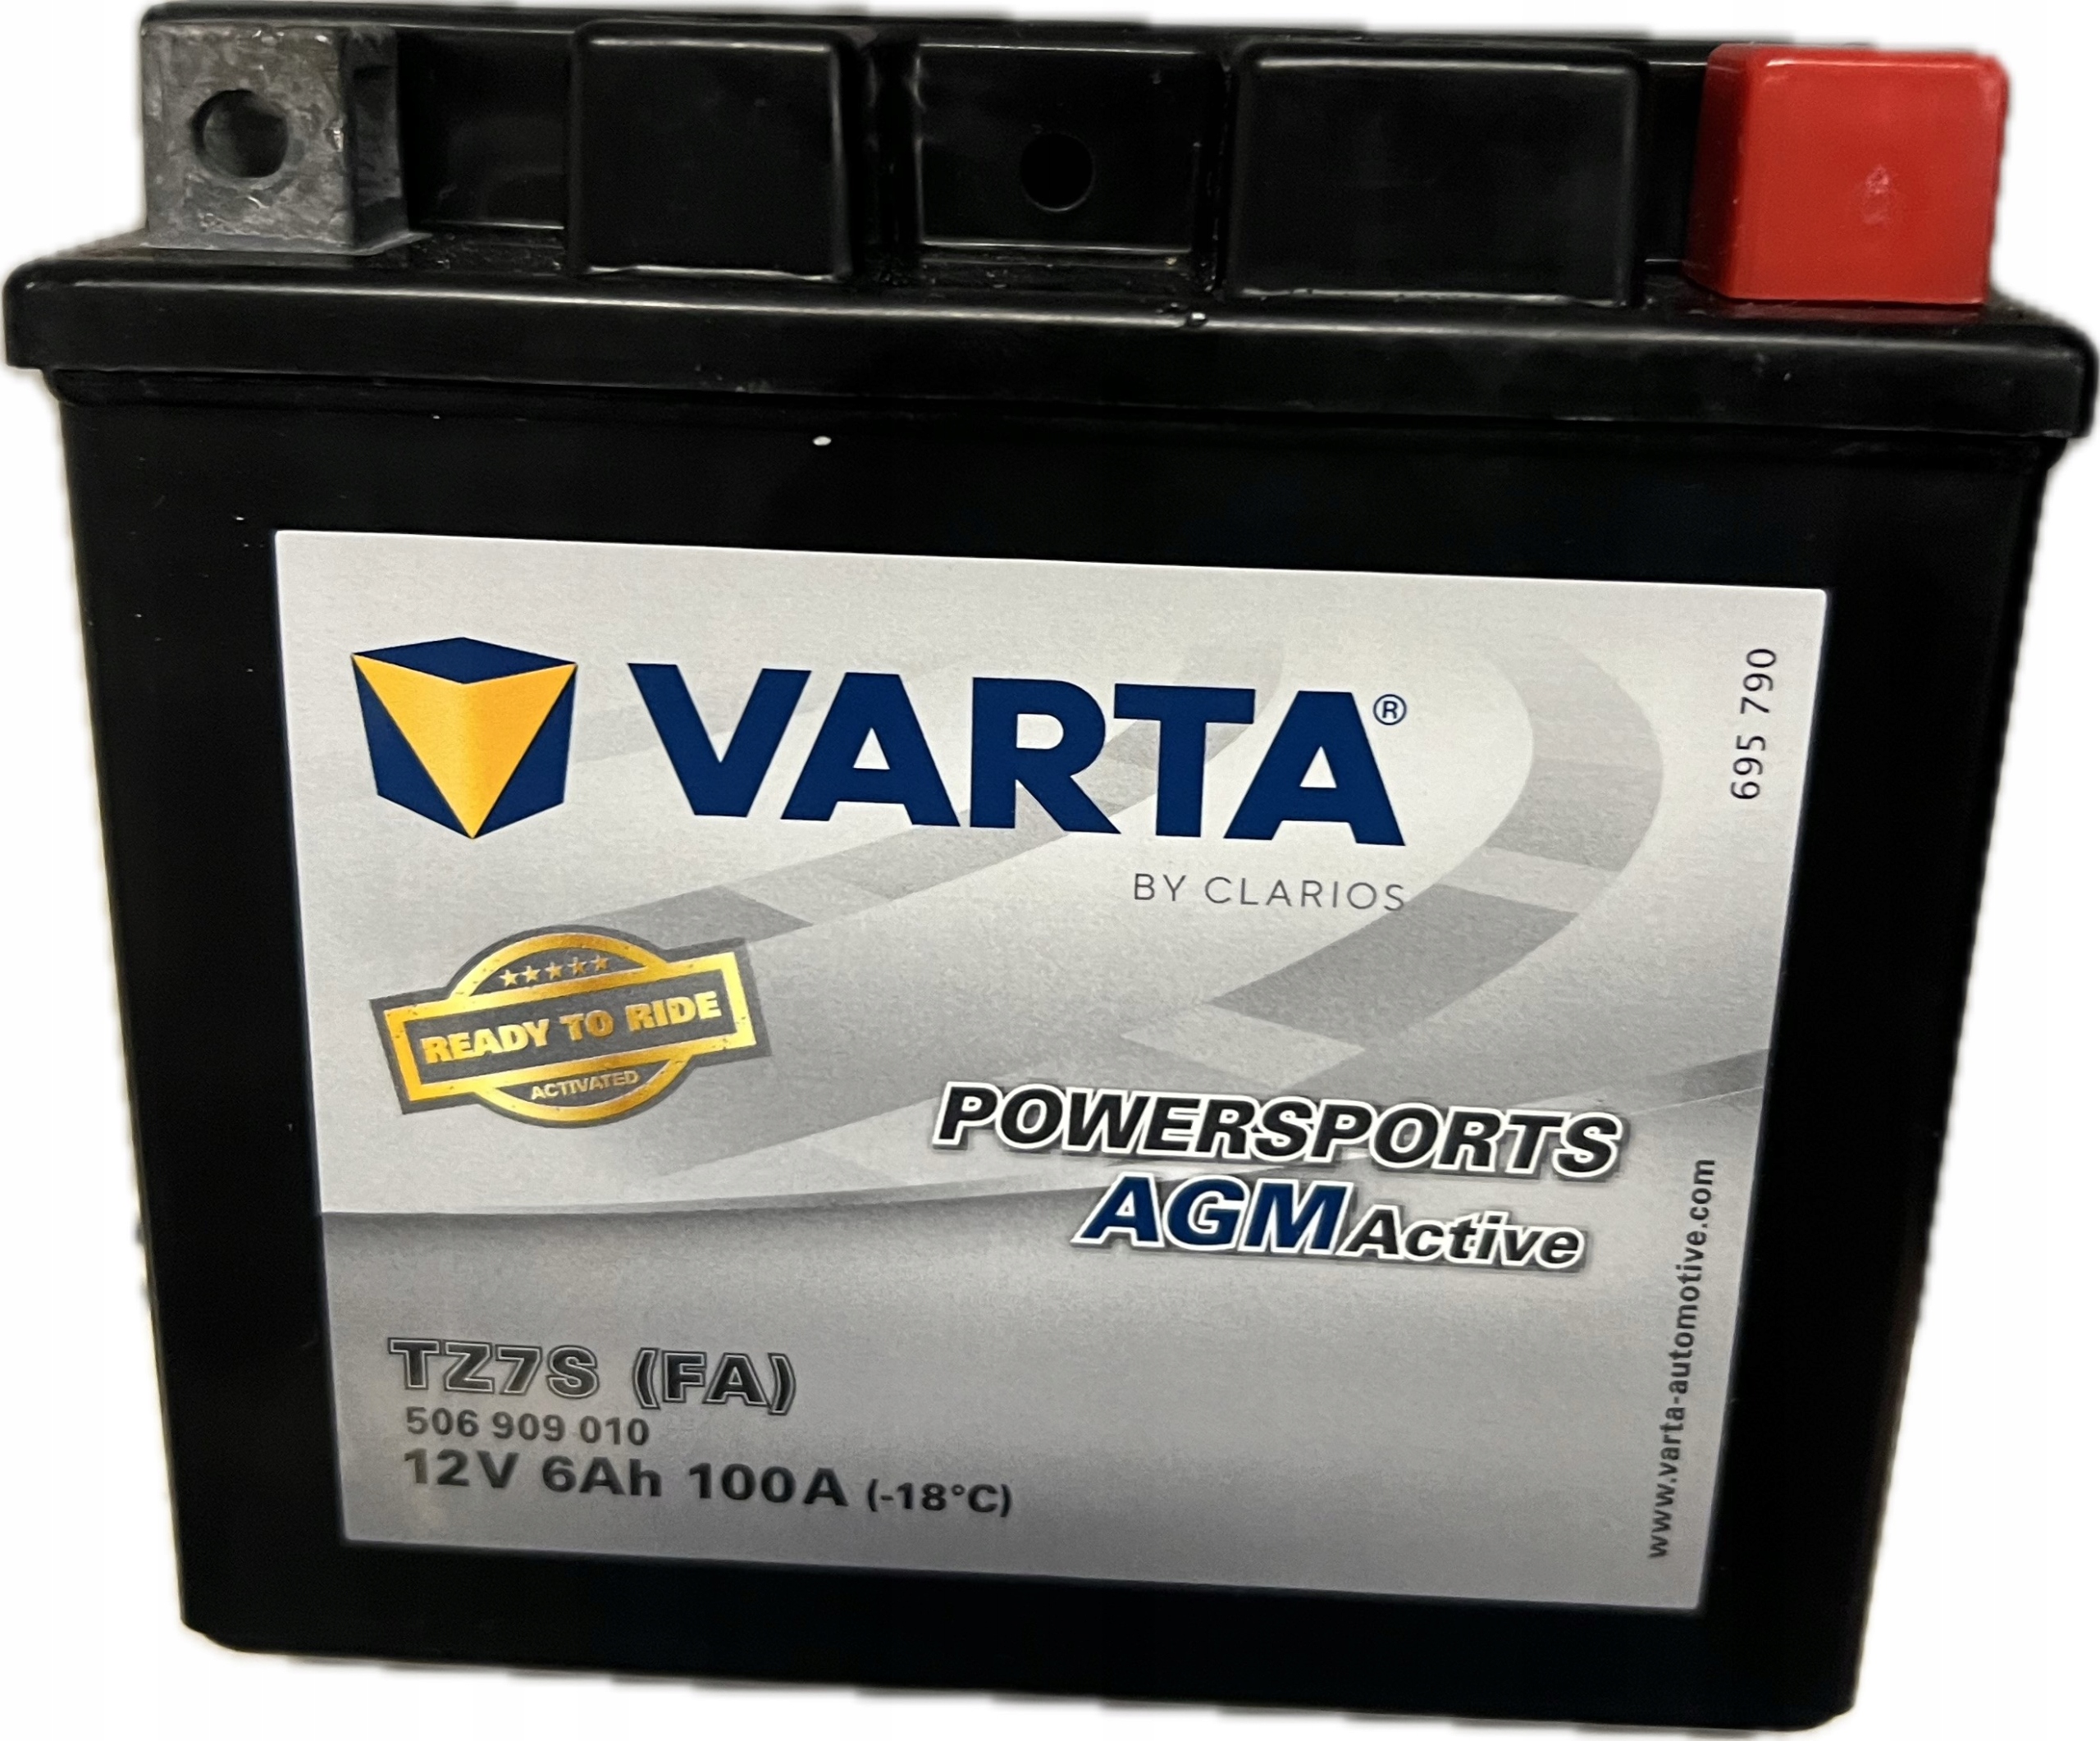 VARTA®
BY CLARIOS
695 790
READY TO RIDE
ACTIVATED
POWERSPORTS
AGM Active
TZ7S (FA)
506 909 010
12V 6Ah 100A (-18°C)
www.varta-automotive.com